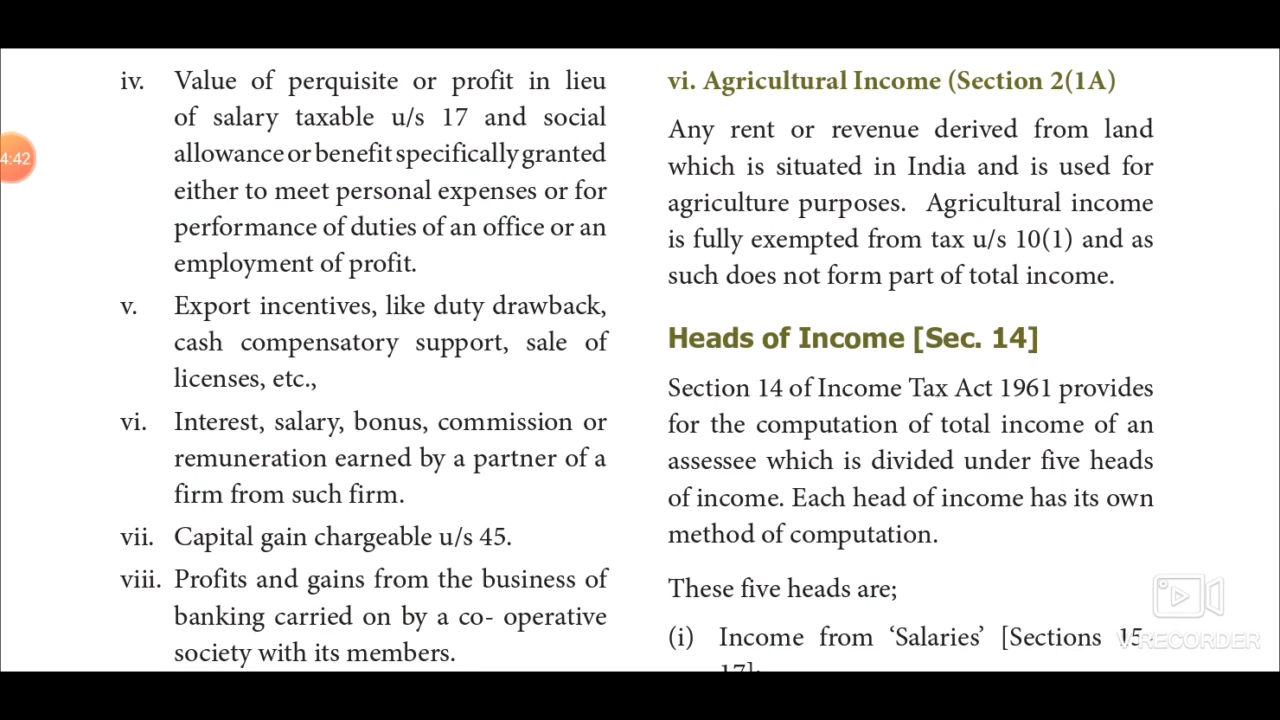 4:42
iv. Value of perquisite or profit in lieu
of salary taxable u/s 17 and social
allowance or benefit specifically granted
either to meet personal expenses or for
performance of duties of an office or an
employment of profit.
v. Export incentives, like duty drawback,
cash compensatory support, sale of
licenses, etc.,
vi. Interest, salary, bonus, commission or
remuneration earned by a partner of a
firm from such firm.
vii. Capital gain chargeable u/s 45.
viii. Profits and gains from the business of
banking carried on by a co- operative
society with its members.
vi. Agricultural Income (Section 2(1A)
Any rent or revenue derived from land
which is situated in India and is used for
agriculture purposes. Agricultural income
is fully exempted from tax u/s 10(1) and as
such does not form part of total income.
Heads of Income [Sec. 14]
Section 14 of Income Tax Act 1961 provides
for the computation of total income of an
assessee which is divided under five heads
of income. Each head of income has its own
method of computation.
These five heads are;
(i) Income from ‘Salaries’ [Sections 15-
17];
V RECORDER